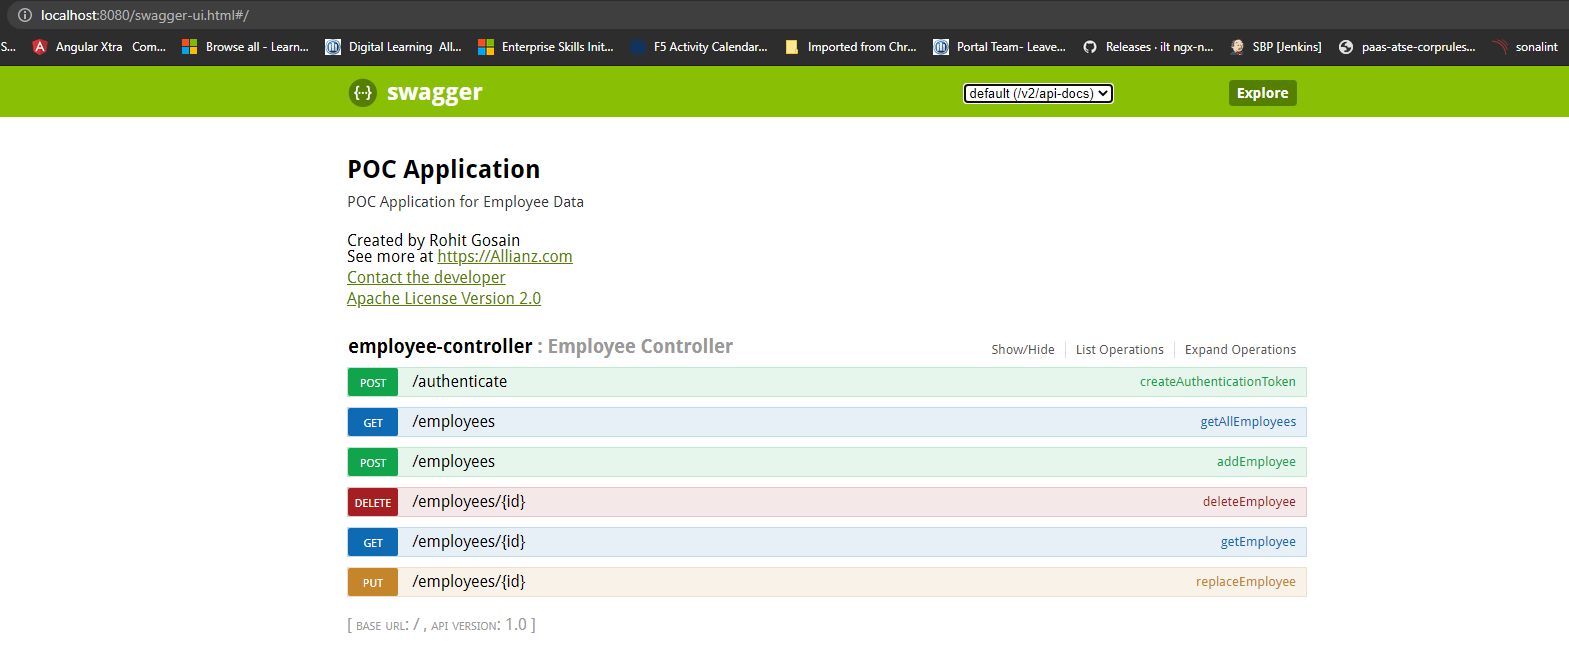 localhost:8080/swagger-ui.html#/
S... Angular Xtra Com... Browse all - Learn... Digital Learning All... Enterprise Skills Init... F5 Activity Calendar... Imported from Chr... Portal Team- Leave... Releases · ilt ngx-n... SBP [Jenkins] paas-atse-corprules... sonalint
{···} swagger default (/v2/api-docs) Explore
POC Application
POC Application for Employee Data
Created by Rohit Gosain
See more at https://Allianz.com
Contact the developer
Apache License Version 2.0
employee-controller : Employee Controller Show/Hide List Operations Expand Operations
POST /authenticate createAuthenticationToken
GET /employees getAllEmployees
POST /employees addEmployee
DELETE /employees/{id} deleteEmployee
GET /employees/{id} getEmployee
PUT /employees/{id} replaceEmployee
[ BASE URL: / , API VERSION: 1.0 ]